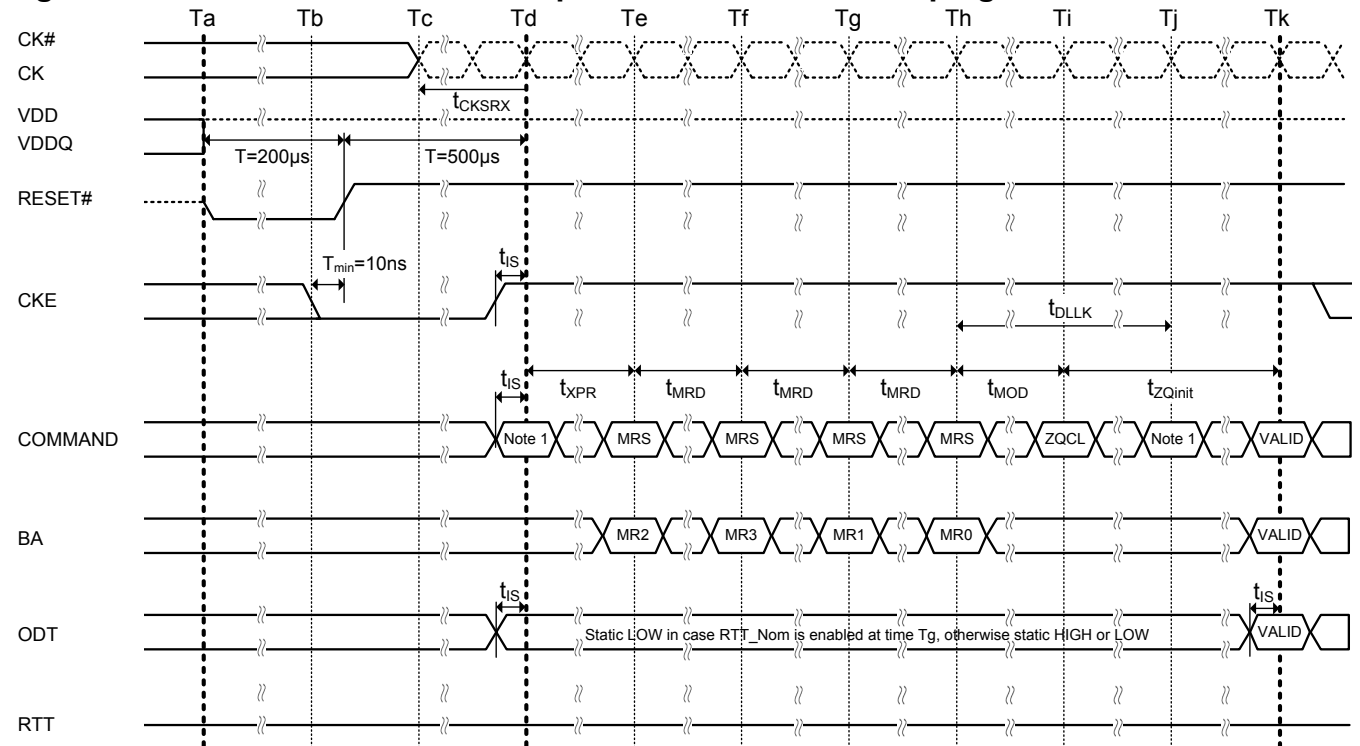 Ta Tb Tc Td Te Tf Tg Th Ti Tj Tk
CK#
CK
tCKSRX
VDD
VDDQ
T=200µs T=500µs
RESET#
Tmin=10ns tIS
CKE
tDLLK
tIS tXPR tMRD tMRD tMRD tMOD tZQinit
COMMAND Note 1 MRS MRS MRS MRS ZQCL Note 1 VALID
BA MR2 MR3 MR1 MR0 VALID
tIS tIS
ODT Static LOW in case RTT_Nom is enabled at time Tg, otherwise static HIGH or LOW VALID
RTT